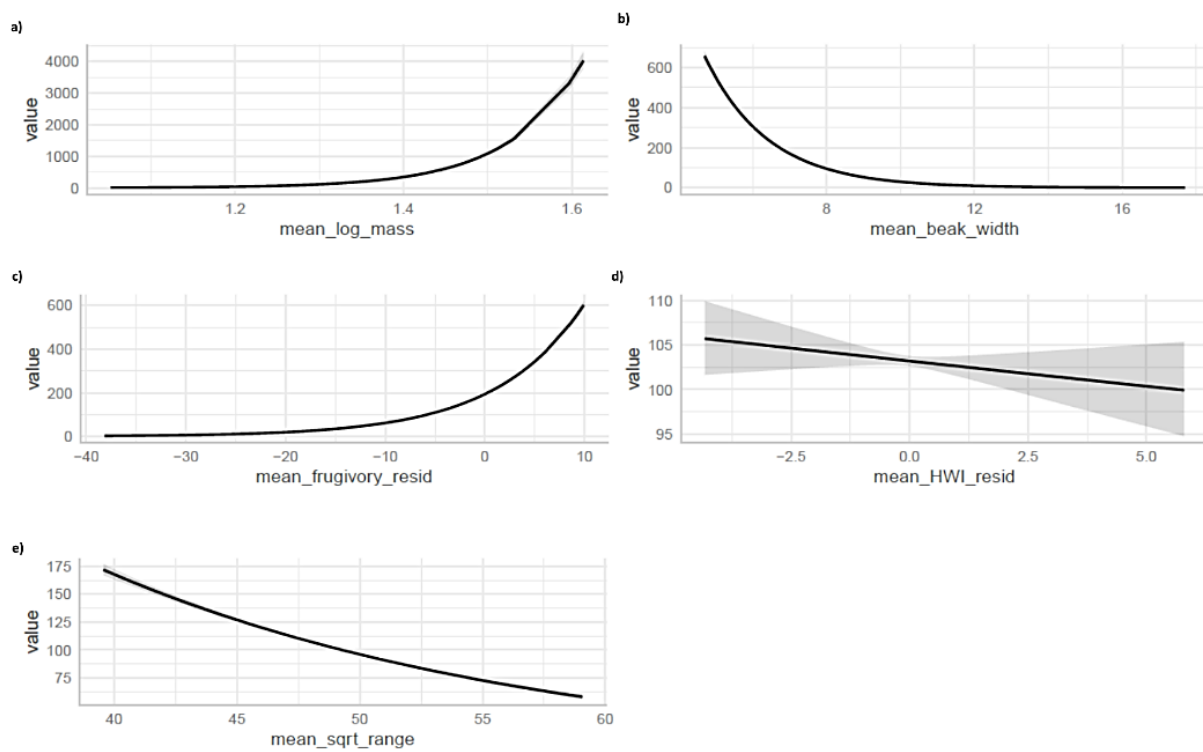 a)
4000
3000
2000
1000
0
value
1.2 1.4 1.6
mean_log_mass
b)
600
400
200
0
value
8 12 16
mean_beak_width
c)
600
400
200
0
value
−40 −30 −20 −10 0 10
mean_frugivory_resid
d)
110
105
100
95
value
−2.5 0.0 2.5 5.0
mean_HWI_resid
e)
175
150
125
100
75
value
40 45 50 55 60
mean_sqrt_range